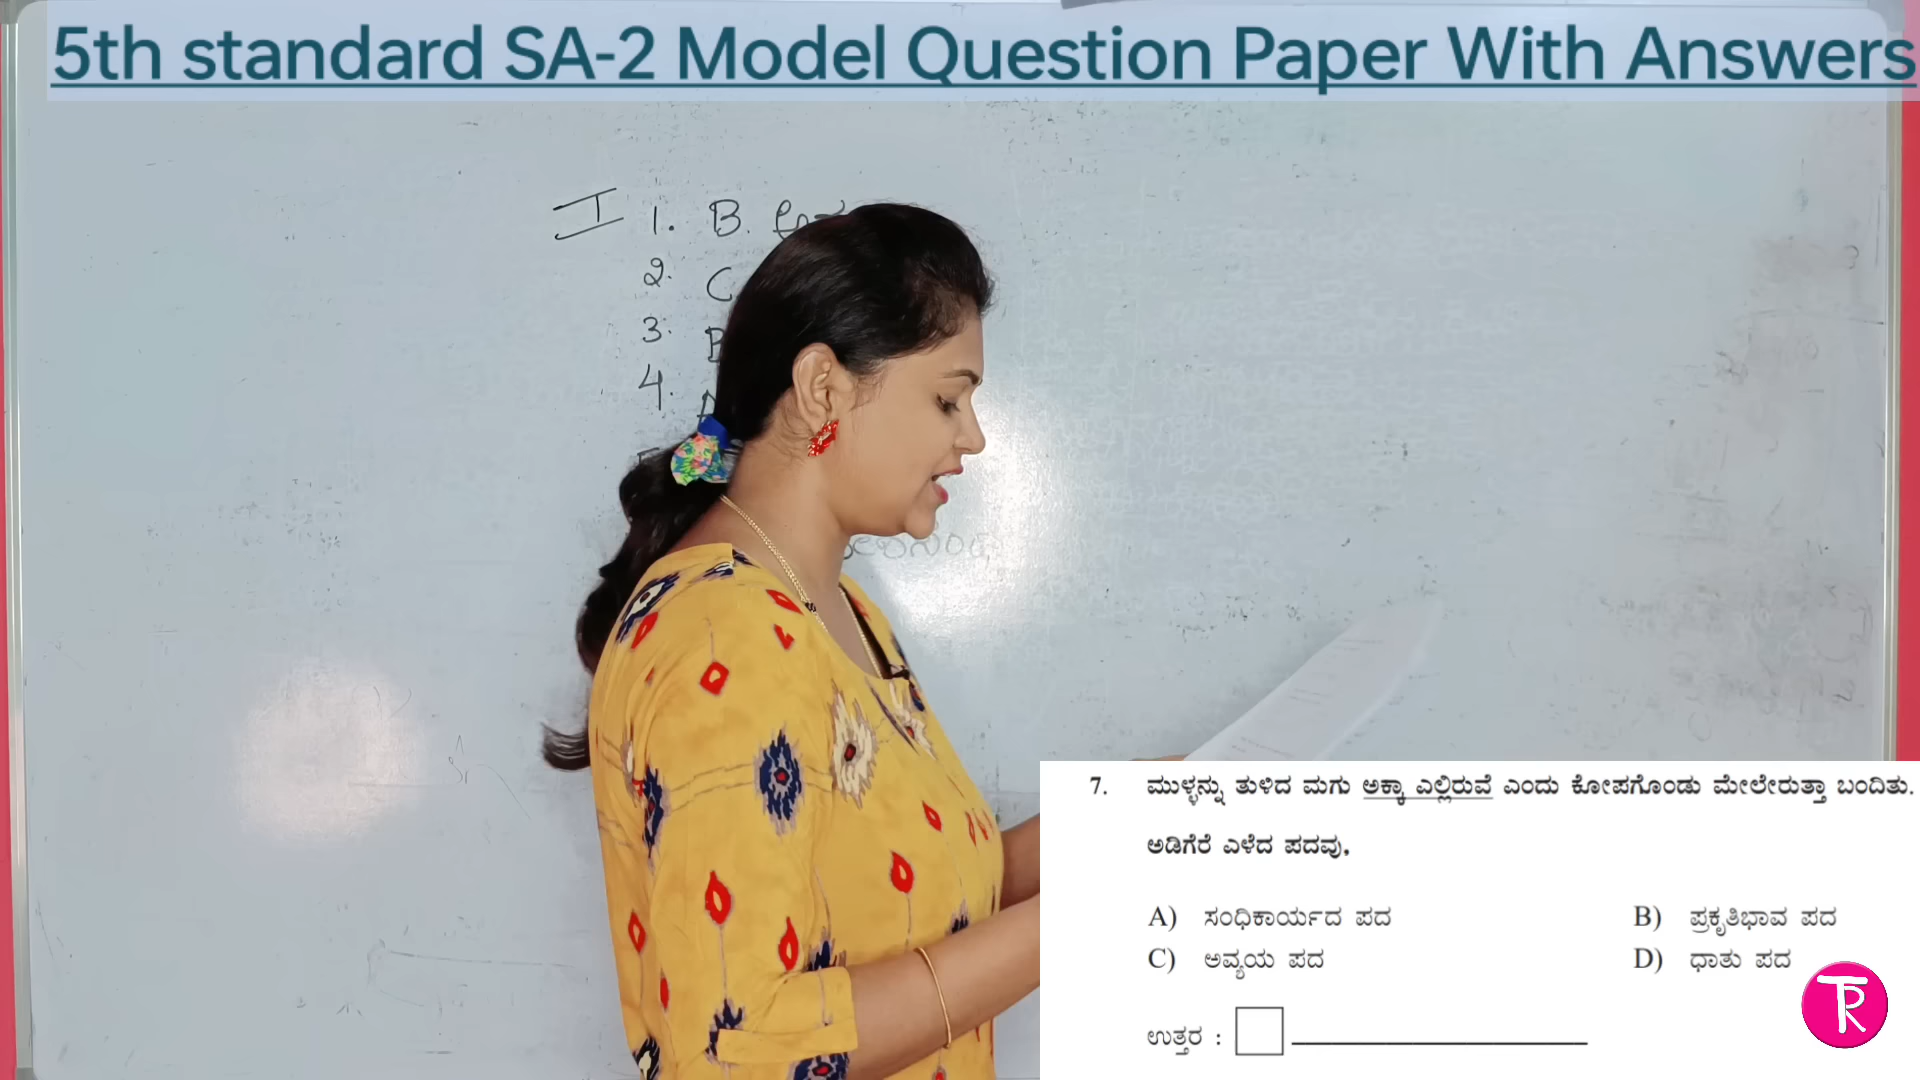 5th standard SA-2 Model Question Paper With Answers
I 1. B.
2. C
3.
4.
7. ಮುಳ್ಳನ್ನು ತುಳಿದ ಮಗು ಅಕ್ಕಾ ಎಲ್ಲಿರುವೆ ಎಂದು ಕೋಪಗೊಂಡು ಮೇಲೇರುತ್ತಾ ಬಂದಿತು.
ಅಡಿಗೆರೆ ಎಳೆದ ಪದವು,
A) ಸಂಧಿಕಾರ್ಯದ ಪದ B) ಪ್ರಕೃತಿಭಾವ ಪದ
C) ಅವ್ಯಯ ಪದ D) ಧಾತು ಪದ
ಉತ್ತರ :
TR